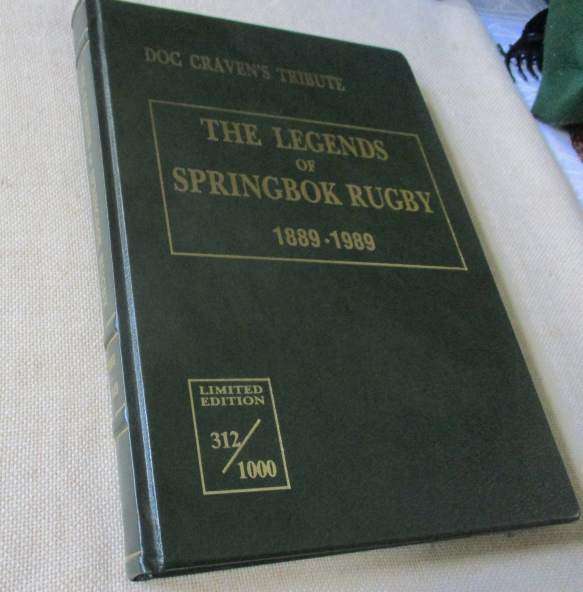 DOC CRAVEN'S TRIBUTE
THE LEGENDS
OF
SPRINGBOK RUGBY
1889-1989
LIMITED
EDITION
312/1000